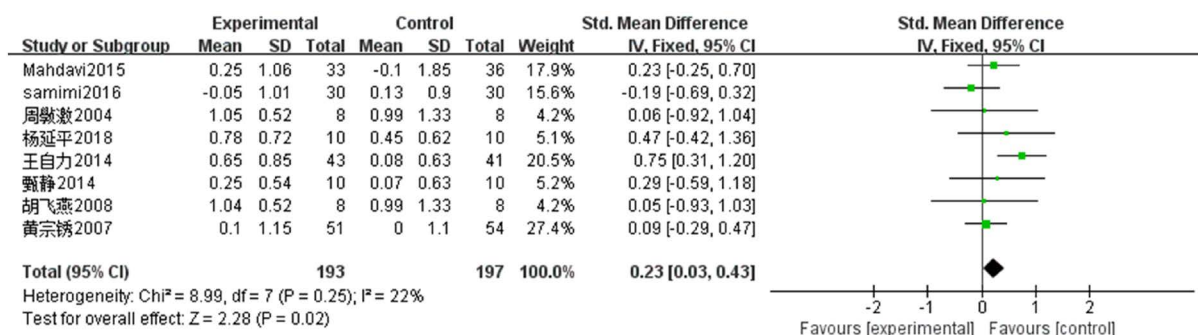 Experimental Control Std. Mean Difference Std. Mean Difference
Study or Subgroup Mean SD Total Mean SD Total Weight IV, Fixed, 95% CI IV, Fixed, 95% CI
Mahdavi2015 0.25 1.06 33 -0.1 1.85 36 17.9% 0.23 [-0.25, 0.70]
samimi2016 -0.05 1.01 30 0.13 0.9 30 15.6% -0.19 [-0.69, 0.32]
2004 1.05 0.52 8 0.99 1.33 8 4.2% 0.06 [-0.92, 1.04]
杨延平2018 0.78 0.72 10 0.45 0.62 10 5.1% 0.47 [-0.42, 1.36]
王自力2014 0.65 0.85 43 0.08 0.63 41 20.5% 0.75 [0.31, 1.20]
甄静2014 0.25 0.54 10 0.07 0.63 10 5.2% 0.29 [-0.59, 1.18]
胡飞燕2008 1.04 0.52 8 0.99 1.33 8 4.2% 0.05 [-0.93, 1.03]
黄宗锈2007 0.1 1.15 51 0 1.1 54 27.4% 0.09 [-0.29, 0.47]
Total (95% CI) 193 197 100.0% 0.23 [0.03, 0.43]
Heterogeneity: Chi² = 8.99, df = 7 (P = 0.25); I² = 22%
Test for overall effect: Z = 2.28 (P = 0.02)
-2 -1 0 1 2
Favours [experimental] Favours [control]